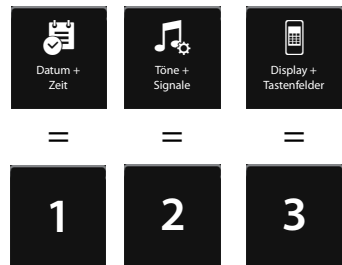 Datum +
Zeit
Töne +
Signale
Display +
Tastenfelder
= = =
1 2 3